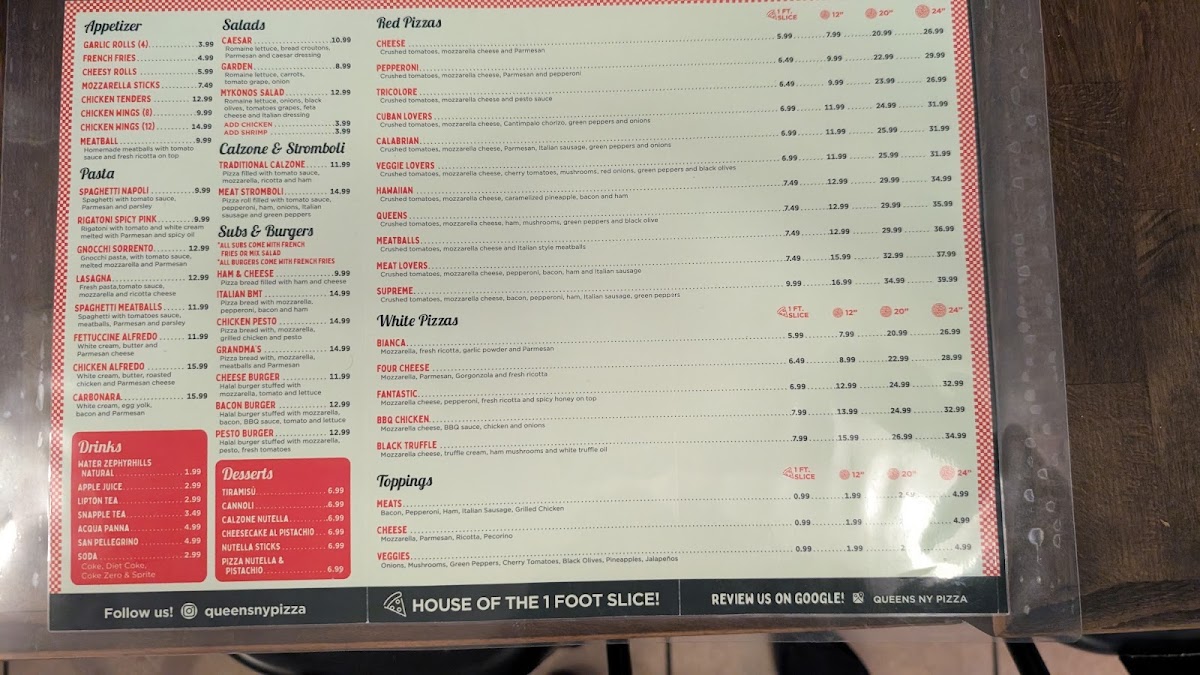 Appetizer
GARLIC ROLLS (4) 3.99
FRENCH FRIES 4.99
CHEESY ROLLS 5.99
MOZZARELLA STICKS 7.49
CHICKEN TENDERS 12.99
CHICKEN WINGS (8) 9.99
CHICKEN WINGS (12) 14.99
MEATBALL 9.99
Homemade meatballs with tomato
sauce and fresh ricotta on top
Pasta
SPAGHETTI NAPOLI 9.99
Spaghetti with tomato sauce,
Parmesan and parsley
RIGATONI SPICY PINK 9.99
Rigatoni with tomato and white cream
melted with Parmesan and spicy oil
GNOCCHI SORRENTO 12.99
Gnocchi pasta, with tomato sauce,
melted mozzarella and Parmesan
LASAGNA 12.99
Fresh pasta,tomato sauce,
mozzarella and ricotta cheese
SPAGHETTI MEATBALLS 11.99
Spaghetti with tomatoes sauce,
meatballs, Parmesan and parsley
FETTUCCINE ALFREDO 11.99
White cream, butter and
Parmesan cheese
CHICKEN ALFREDO 15.99
White cream, butter, roasted
chicken and Parmesan cheese
CARBONARA 15.99
White cream, egg yolk,
bacon and Parmesan
Drinks
WATER ZEPHYRHILLS
NATURAL 1.99
APPLE JUICE 2.99
LIPTON TEA 2.99
SNAPPLE TEA 3.49
ACQUA PANNA 4.99
SAN PELLEGRINO 4.99
SODA 2.99
Coke, Diet Coke,
Coke Zero & Sprite
Salads
CAESAR 10.99
Romaine lettuce, bread croutons,
Parmesan and caesar dressing
GARDEN 8.99
Romaine lettuce, carrots,
tomato grape, onion
MYKONOS SALAD 12.99
Romaine lettuce, onions, black
olives, tomatoes grapes, feta
cheese and Italian dressing
ADD CHICKEN 3.99
ADD SHRIMP 3.99
Calzone & Stromboli
TRADITIONAL CALZONE 11.99
Pizza filled with tomato sauce,
mozzarella, ricotta and ham
MEAT STROMBOLI 14.99
Pizza roll filled with tomato sauce,
pepperoni, ham, onions, Italian
sausage and green peppers
Subs & Burgers
*ALL SUBS COME WITH FRENCH
FRIES OR MIX SALAD
*ALL BURGERS COME WITH FRENCH FRIES
HAM & CHEESE 9.99
Pizza bread filled with ham and cheese
ITALIAN BMT 14.99
Pizza bread with mozzarella,
pepperoni, bacon and ham
CHICKEN PESTO 14.99
Pizza bread with, mozzarella,
grilled chicken and pesto
GRANDMA'S 14.99
Pizza bread with, mozzarella,
meatballs and Parmesan
CHEESE BURGER 11.99
Halal burger stuffed with
mozzarella, tomato and lettuce
BACON BURGER 12.99
Halal burger stuffed with mozzarella,
bacon, BBQ sauce, tomato and lettuce
PESTO BURGER 12.99
Halal burger stuffed with mozzarella,
pesto, fresh tomatoes
Desserts
TIRAMISÚ 6.99
CANNOLI 6.99
CALZONE NUTELLA 6.99
CHEESECAKE AL PISTACHIO 6.99
NUTELLA STICKS 6.99
PIZZA NUTELLA &
PISTACHIO 6.99
Red Pizzas 1 FT. SLICE 12" 20" 24"
CHEESE 5.99 7.99 20.99 26.99
Crushed tomatoes, mozzarella cheese and Parmesan
PEPPERONI 6.49 9.99 22.99 29.99
Crushed tomatoes, mozzarella cheese, Parmesan and pepperoni
TRICOLORE 6.49 9.99 23.99 26.99
Crushed tomatoes, mozzarella cheese and pesto sauce
CUBAN LOVERS 6.99 11.99 24.99 31.99
Crushed tomatoes, mozzarella cheese, Cantimpalo chorizo, green peppers and onions
CALABRIAN 6.99 11.99 25.99 31.99
Crushed tomatoes, mozzarella cheese, Parmesan, Italian sausage, green peppers and onions
VEGGIE LOVERS 6.99 11.99 25.99 31.99
Crushed tomatoes, mozzarella cheese, cherry tomatoes, mushrooms, red onions, green peppers and black olives
HAWAIIAN 7.49 12.99 29.99 34.99
Crushed tomatoes, mozzarella cheese, caramelized pineapple, bacon and ham
QUEENS 7.49 12.99 29.99 35.99
Crushed tomatoes, mozzarella cheese, ham, mushrooms, green peppers and black olive
MEATBALLS 7.49 12.99 29.99 36.99
Crushed tomatoes, mozzarella cheese and Italian style meatballs
MEAT LOVERS 7.49 15.99 32.99 37.99
Crushed tomatoes, mozzarella cheese, pepperoni, bacon, ham and Italian sausage
SUPREME 9.99 16.99 34.99 39.99
Crushed tomatoes, mozzarella cheese, bacon, pepperoni, ham, Italian sausage, green peppers
White Pizzas 1 FT. SLICE 12" 20" 24"
BIANCA 5.99 7.99 20.99 26.99
Mozzarella, fresh ricotta, garlic powder and Parmesan
FOUR CHEESE 6.49 8.99 22.99 28.99
Mozzarella, Parmesan, Gorgonzola and fresh ricotta
FANTASTIC 6.99 12.99 24.99 32.99
Mozzarella cheese, pepperoni, fresh ricotta and spicy honey on top
BBQ CHICKEN 7.99 13.99 24.99 32.99
Mozzarella cheese, BBQ sauce, chicken and onions
BLACK TRUFFLE 7.99 15.99 26.99 34.99
Mozzarella cheese, truffle cream, ham mushrooms and white truffle oil
Toppings 1 FT. SLICE 12" 20" 24"
MEATS 0.99 1.99 4.99
Bacon, Pepperoni, Ham, Italian Sausage, Grilled Chicken
CHEESE 0.99 1.99 4.99
Mozzarella, Parmesan, Ricotta, Pecorino
VEGGIES 0.99 1.99 4.99
Onions, Mushrooms, Green Peppers, Cherry Tomatoes, Black Olives, Pineapples, Jalapeños
Follow us! queensnypizza
HOUSE OF THE 1 FOOT SLICE!
REVIEW US ON GOOGLE! QUEENS NY PIZZA